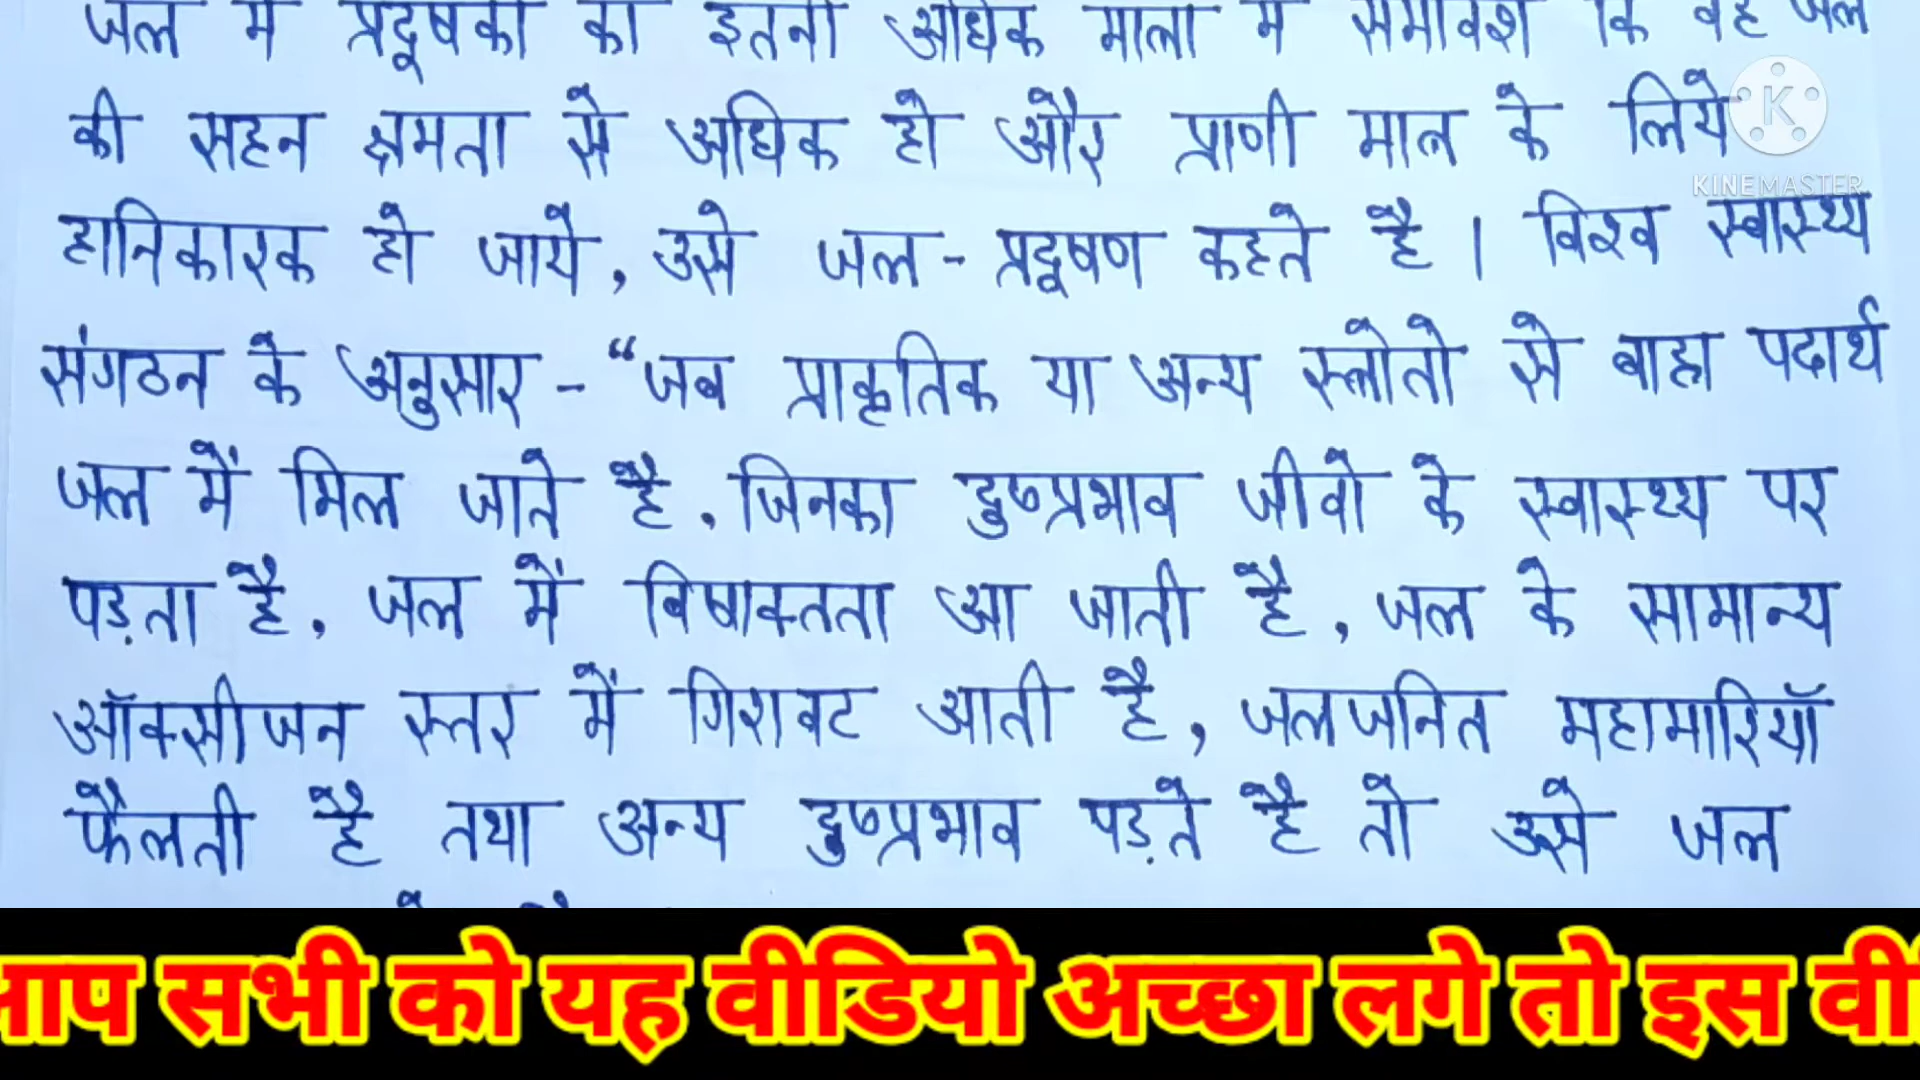 जल में प्रदूषकों का इतनी अधिक मात्रा में समावेश कि वह जल
की सहन क्षमता से अधिक हो और प्राणी मात्र के लिये
KINEMASTER
हानिकारक हो जाये, उसे जल-प्रदूषण कहते है। विश्व स्वास्थ्य
संगठन के अनुसार - “जब प्राकृतिक या अन्य स्त्रोतो से बाह्य पदार्थ
जल में मिल जाते है, जिनका दुष्प्रभाव जीवो के स्वास्थ्य पर
पड़ता है, जल में विषाक्तता आ जाती है, जल के सामान्य
ऑक्सीजन स्तर में गिरावट आती है, जलजनित महामारियॉ
फैलती है तथा अन्य दुष्प्रभाव पड़ते है तो उसे जल
आप सभी को यह वीडियो अच्छा लगे तो इस